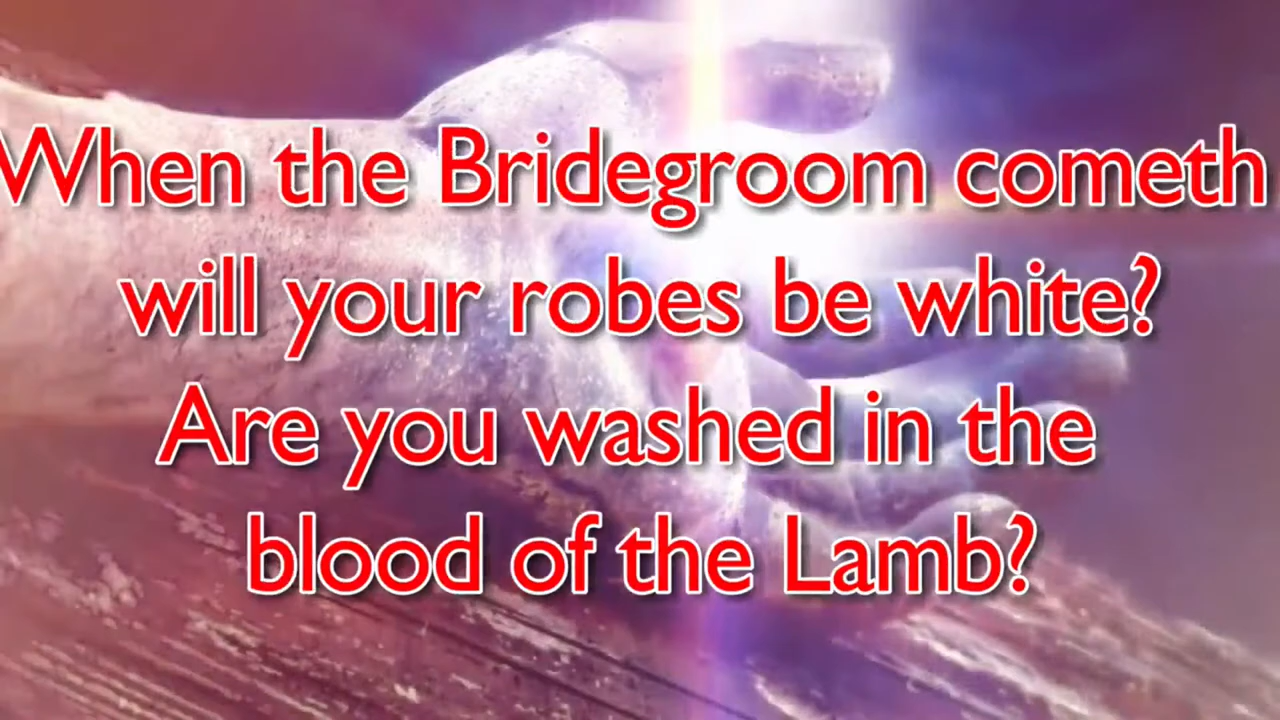 When the Bridegroom cometh
will your robes be white?
Are you washed in the
blood of the Lamb?